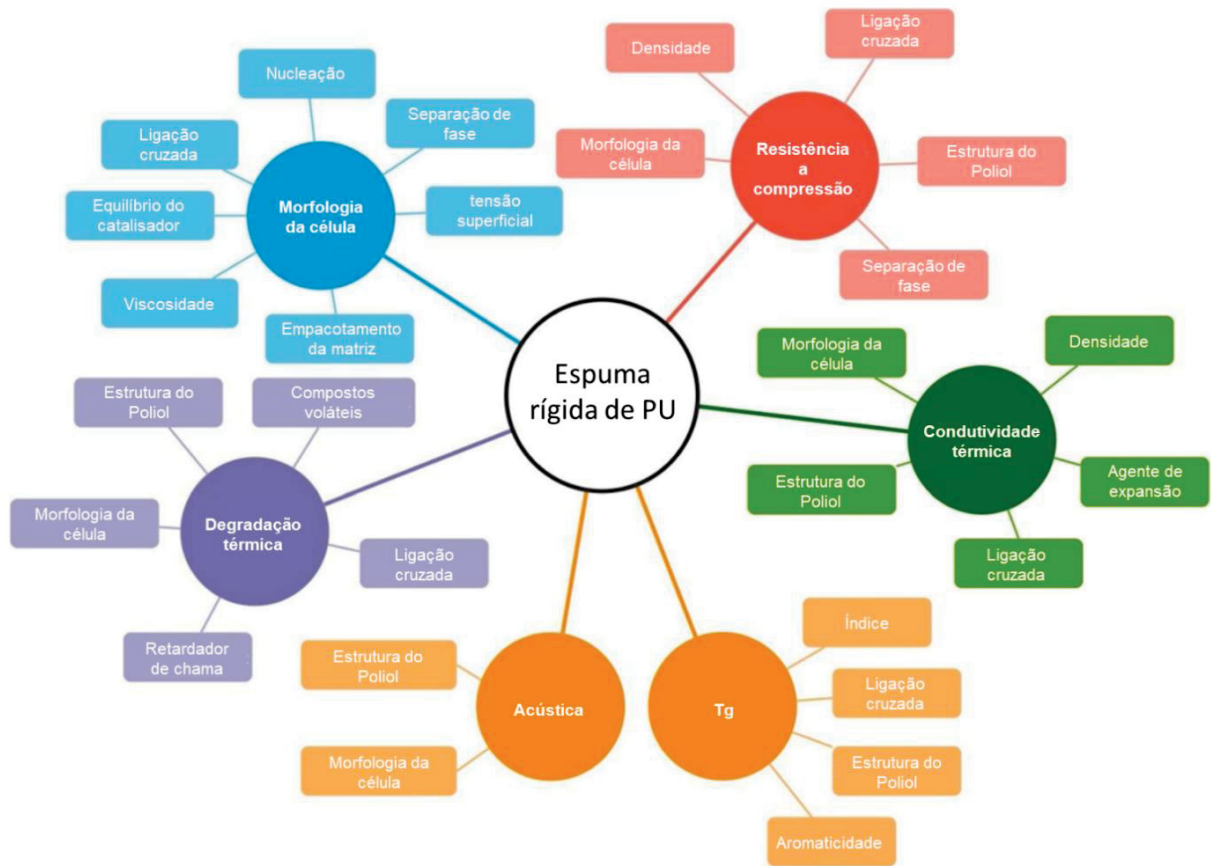 Espuma
rígida de PU
Morfologia
da célula
Nucleação
Separação de
fase
tensão
superficial
Empacotamento
da matriz
Viscosidade
Equilíbrio do
catalisador
Ligação
cruzada
Resistência
a
compressão
Densidade
Ligação
cruzada
Estrutura do
Poliol
Separação de
fase
Morfologia da
célula
Condutividade
térmica
Morfologia da
célula
Densidade
Agente de
expansão
Ligação
cruzada
Estrutura do
Poliol
Tg
Índice
Ligação
cruzada
Estrutura do
Poliol
Aromaticidade
Acústica
Estrutura do
Poliol
Morfologia da
célula
Degradação
térmica
Estrutura do
Poliol
Compostos
voláteis
Ligação
cruzada
Retardador
de chama
Morfologia da
célula